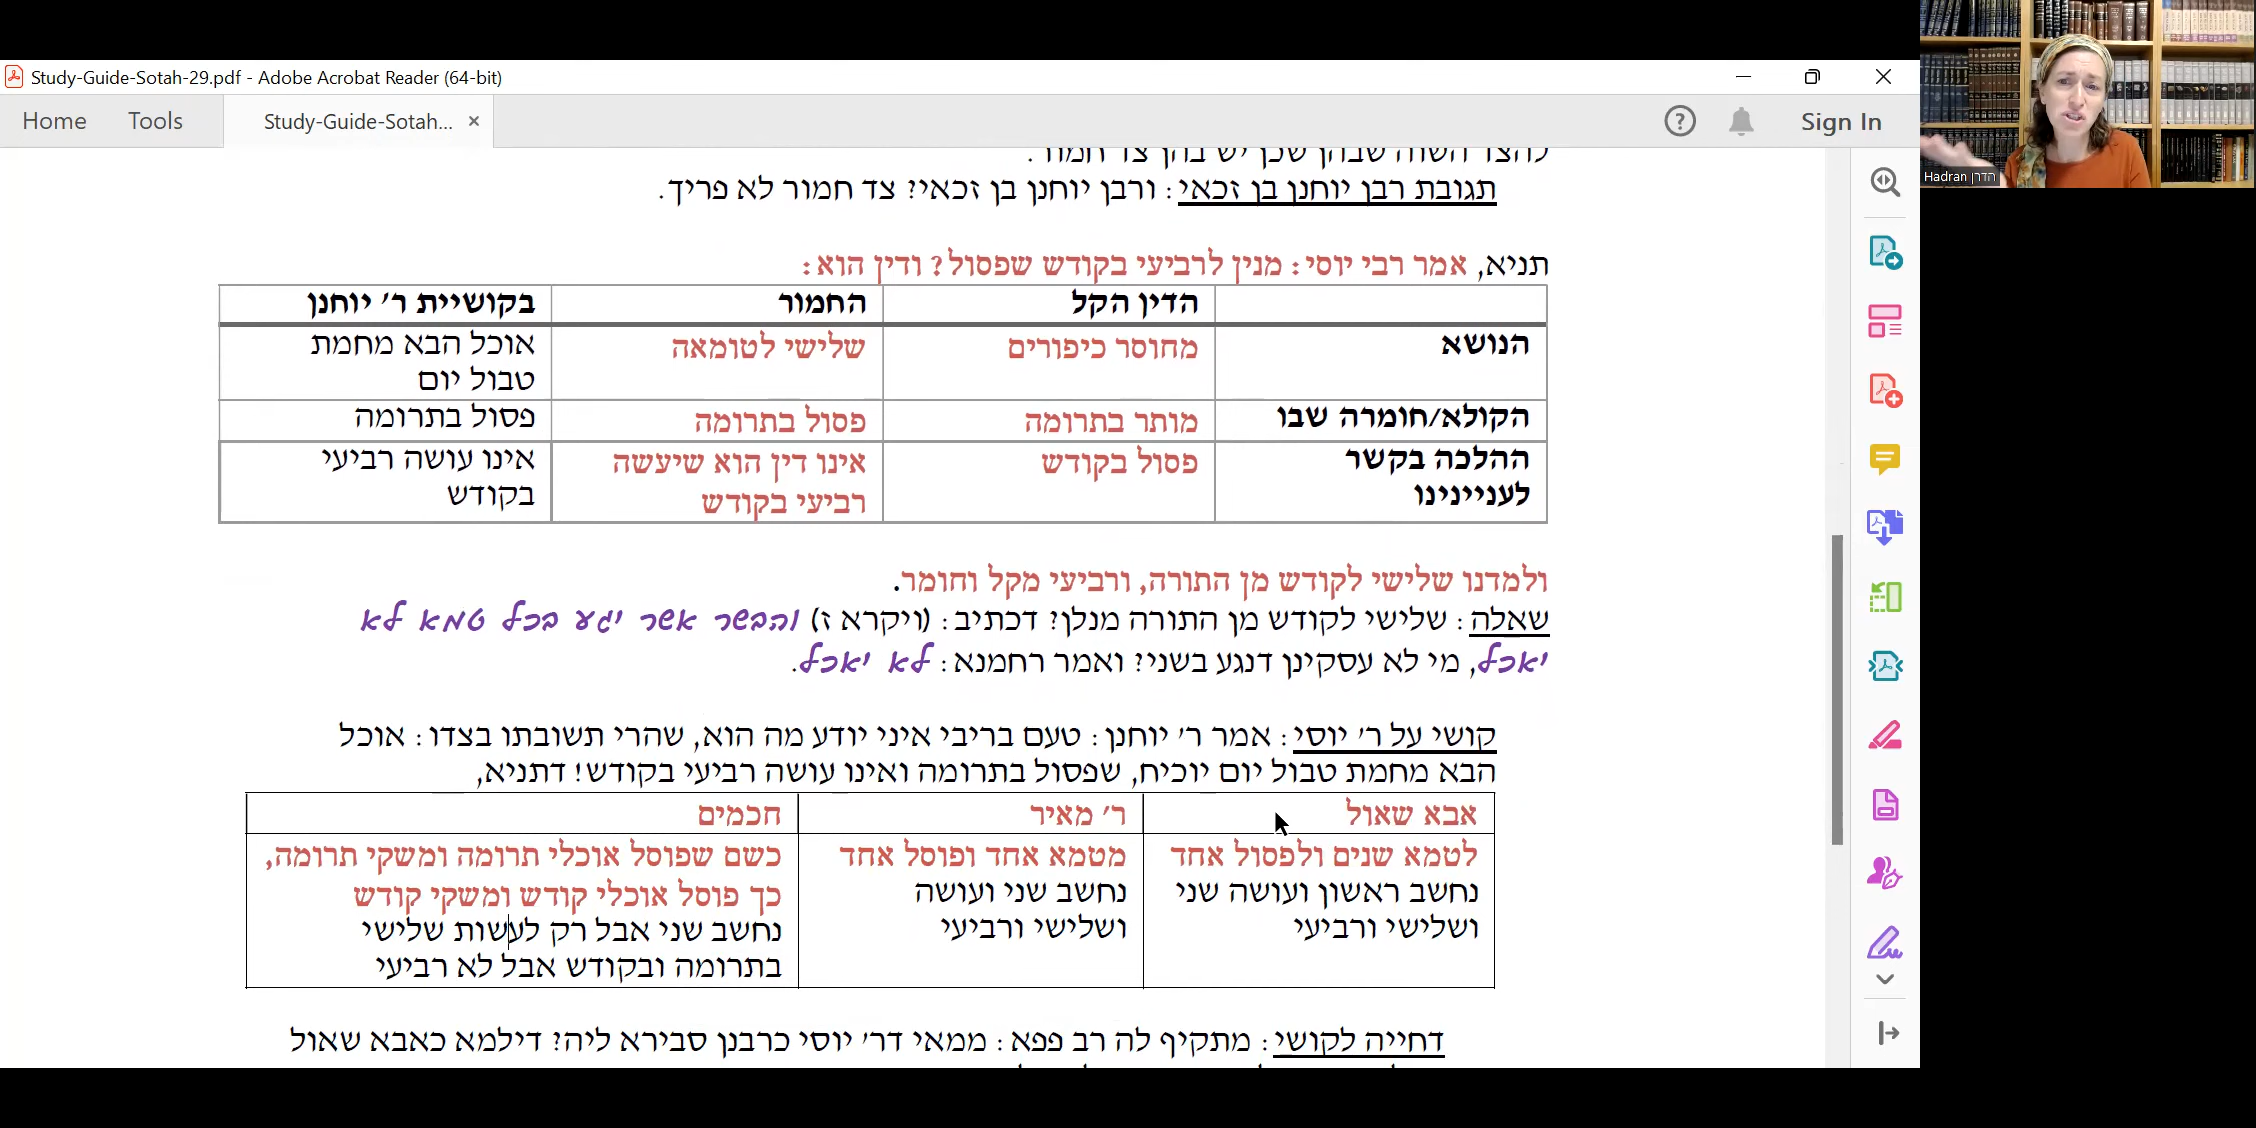 Study-Guide-Sotah-29.pdf - Adobe Acrobat Reader (64-bit)
Home Tools Study-Guide-Sotah... × Sign In
Hadran הדרן
להצד השוה שבהן שכן יש בהן צד חמור.
תגובת רבן יוחנן בן זכאי: ורבן יוחנן בן זכאי? צד חמור לא פריך.
תניא, אמר רבי יוסי: מנין לרביעי בקודש שפסול? ודין הוא:
הדין הקל החמור בקושיית ר׳ יוחנן
הנושא מחוסר כיפורים שלישי לטומאה אוכל הבא מחמת
טבול יום
הקולא/חומרה שבו מותר בתרומה פסול בתרומה פסול בתרומה
ההלכה בקשר פסול בקודש אינו דין הוא שיעשה אינו עושה רביעי
לעניינינו רביעי בקודש בקודש
ולמדנו שלישי לקודש מן התורה, ורביעי מקל וחומר.
שאלה: שלישי לקודש מן התורה מנלן? דכתיב: (ויקרא ז) והבשר אשר יגע בכל טמא לא
יאכל, מי לא עסקינן דנגע בשני? ואמר רחמנא: לא יאכל.
קושי על ר׳ יוסי: אמר ר׳ יוחנן: טעם בריבי איני יודע מה הוא, שהרי תשובתו בצדו: אוכל
הבא מחמת טבול יום יוכיח, שפסול בתרומה ואינו עושה רביעי בקודש! דתניא,
אבא שאול ר׳ מאיר חכמים
לטמא שנים ולפסול אחד מטמא אחד ופוסל אחד כשם שפוסל אוכלי תרומה ומשקי תרומה,
נחשב ראשון ועושה שני נחשב שני ועושה כך פוסל אוכלי קודש ומשקי קודש
ושלישי ורביעי ושלישי ורביעי נחשב שני אבל רק לעשות שלישי
בתרומה ובקודש אבל לא רביעי
דחייה לקושי: מתקיף לה רב פפא: ממאי דר׳ יוסי כרבנן סבירא ליה? דילמא כאבא שאול